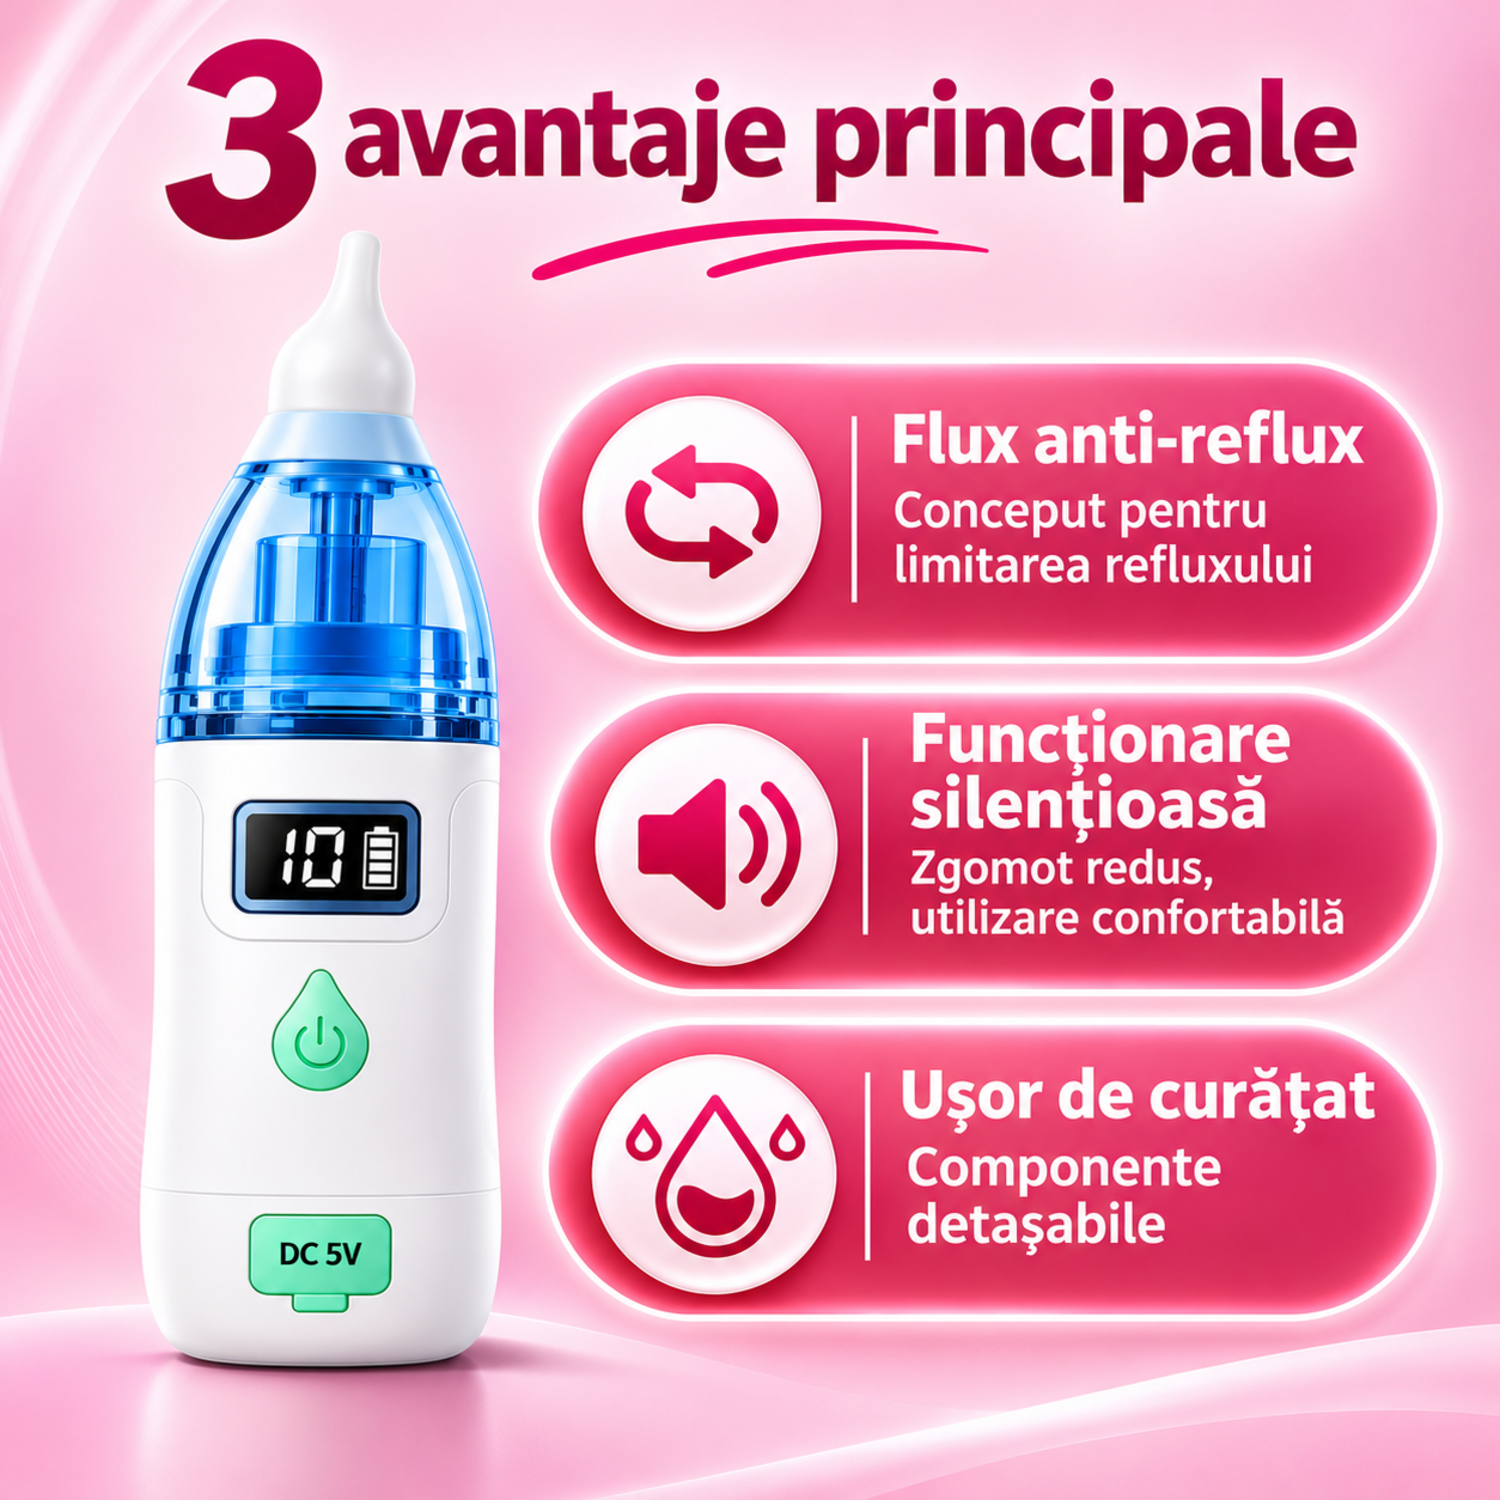 3 avantaje principale
Flux anti-reflux
Conceput pentru
limitarea refluxului
Funcționare
silențioasă
Zgomot redus,
utilizare confortabilă
Ușor de curățat
Componente
detașabile
10
DC 5V